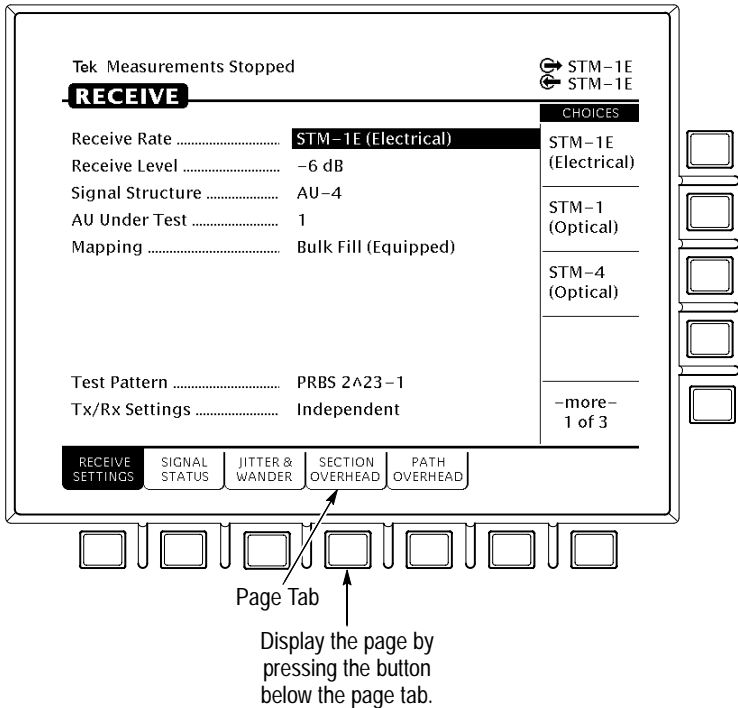 Tek Measurements Stopped
STM–1E
STM–1E
RECEIVE
CHOICES
Receive Rate ............................ STM–1E (Electrical)
Receive Level .......................... –6 dB
Signal Structure ..................... AU–4
AU Under Test ........................ 1
Mapping ................................... Bulk Fill (Equipped)
Test Pattern ............................. PRBS 2^23–1
Tx/Rx Settings ....................... Independent
STM–1E
(Electrical)
STM–1
(Optical)
STM–4
(Optical)
–more–
1 of 3
RECEIVE
SETTINGS
SIGNAL
STATUS
JITTER &
WANDER
SECTION
OVERHEAD
PATH
OVERHEAD
Page Tab
Display the page by
pressing the button
below the page tab.